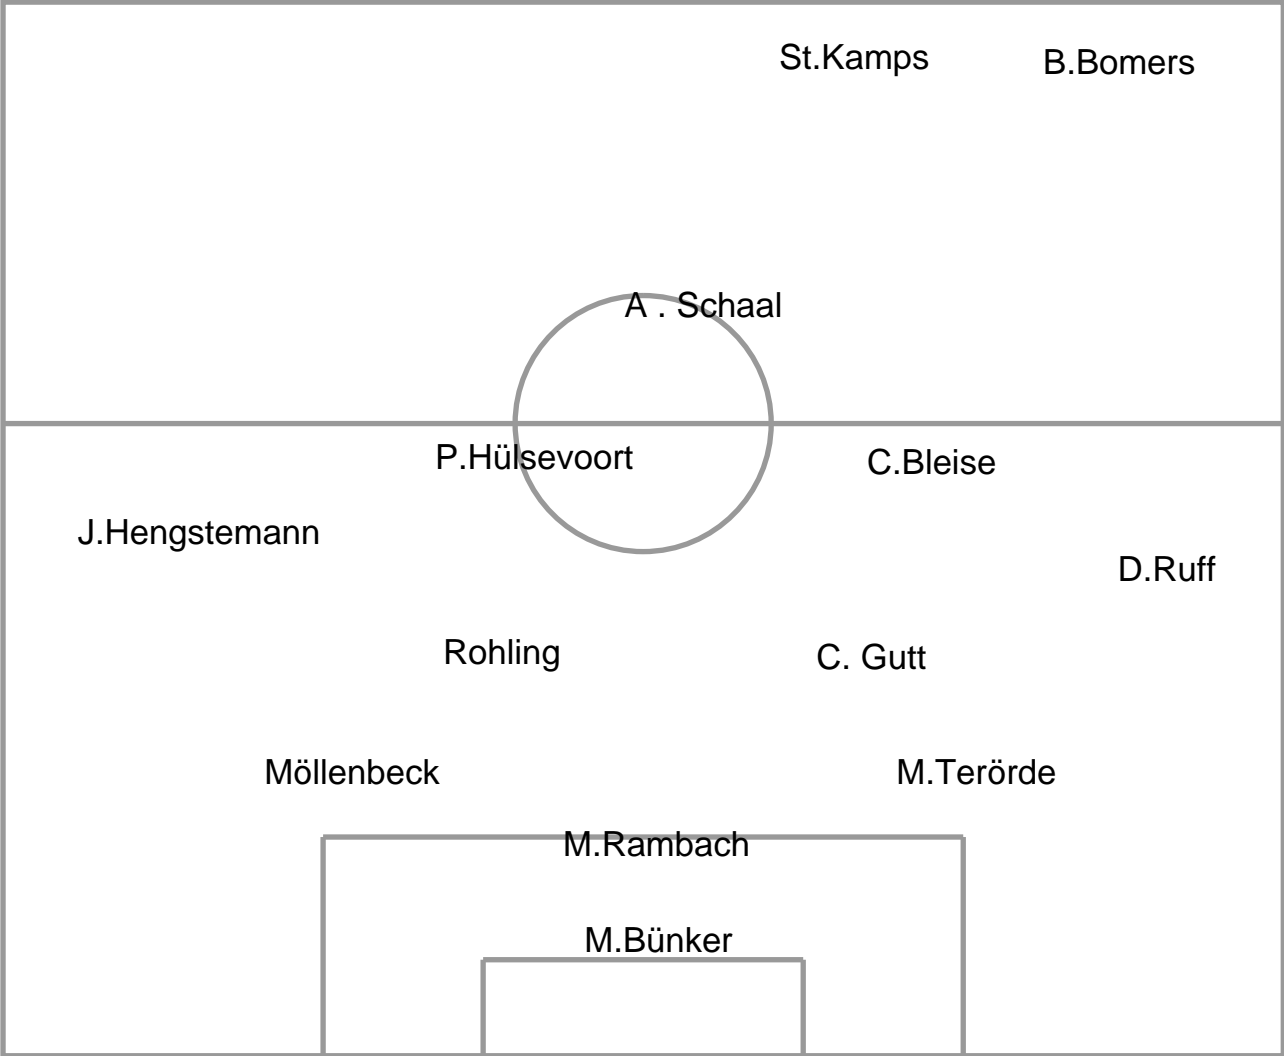 St.Kamps
B.Bomers
A . Schaal
P.Hülsevoort
C.Bleise
J.Hengstemann
D.Ruff
Rohling
C. Gutt
Möllenbeck
M.Terörde
M.Rambach
M.Bünker